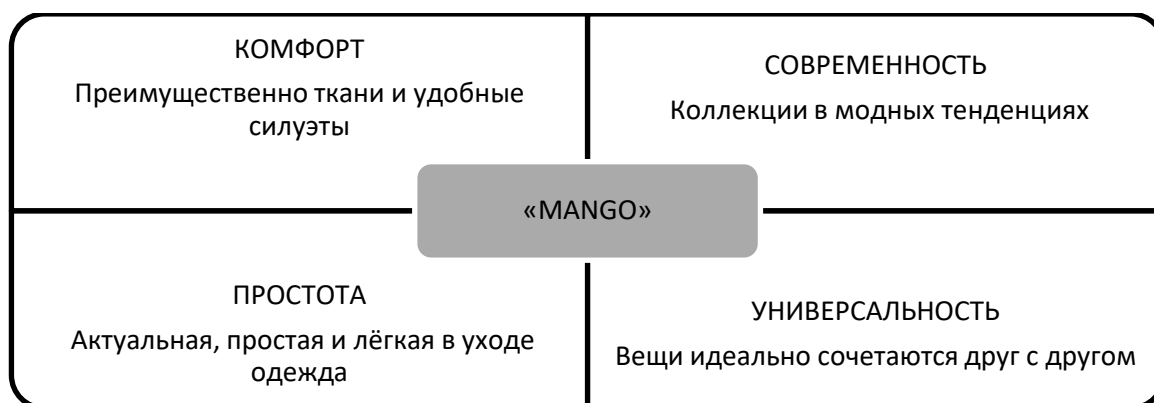 КОМФОРТ
Преимущественно ткани и удобные
силуэты
СОВРЕМЕННОСТЬ
Коллекции в модных тенденциях
«MANGO»
ПРОСТОТА
Актуальная, простая и лёгкая в уходе
одежда
УНИВЕРСАЛЬНОСТЬ
Вещи идеально сочетаются друг с другом